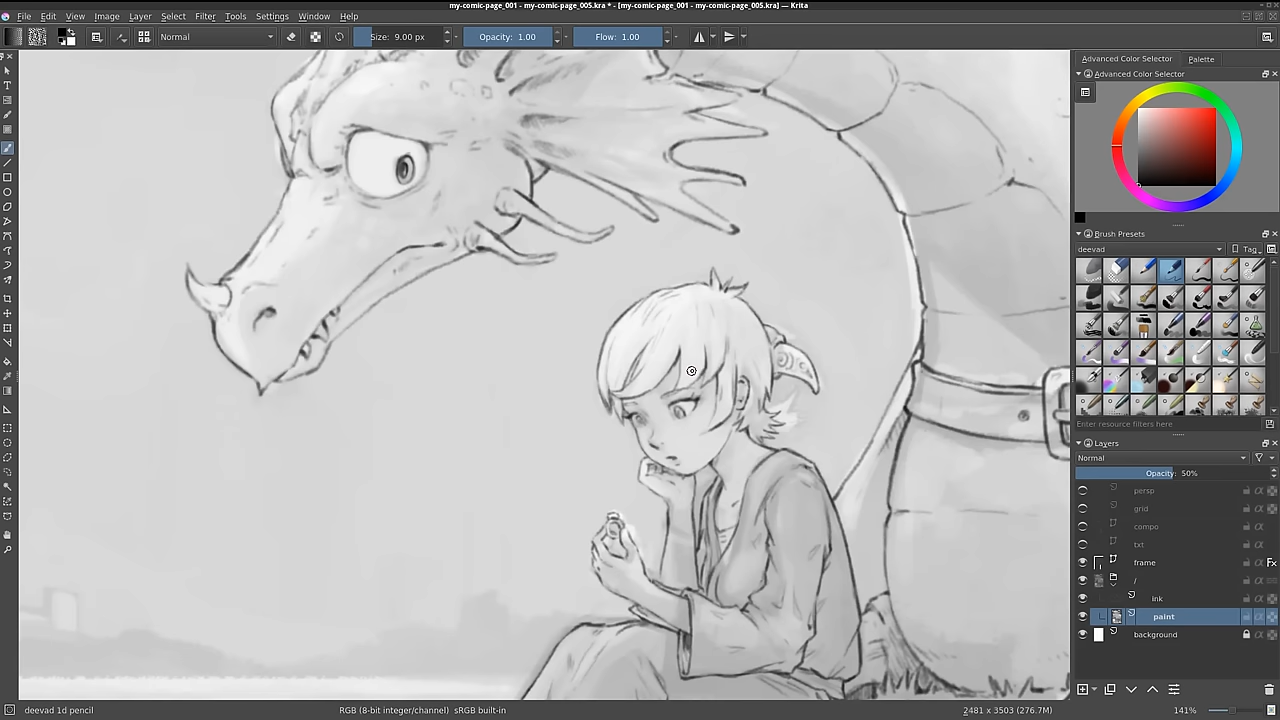 my-comic-page_001 - my-comic-page_005.kra * - [my-comic-page_001 - my-comic-page_005.kra] — Krita
File Edit View Image Layer Select Filter Tools Settings Window Help
Normal Size: 9.00 px Opacity: 1.00 Flow: 1.00
Advanced Color Selector Palette
Advanced Color Selector
Brush Presets
deevad Tag
Enter resource filters here
Layers
Normal
Opacity: 50%
persp
grid
compo
txt
frame
/
ink
paint
background
deevad 1d pencil RGB (8-bit integer/channel) sRGB built-in 2481 x 3503 (276.7M) 141%